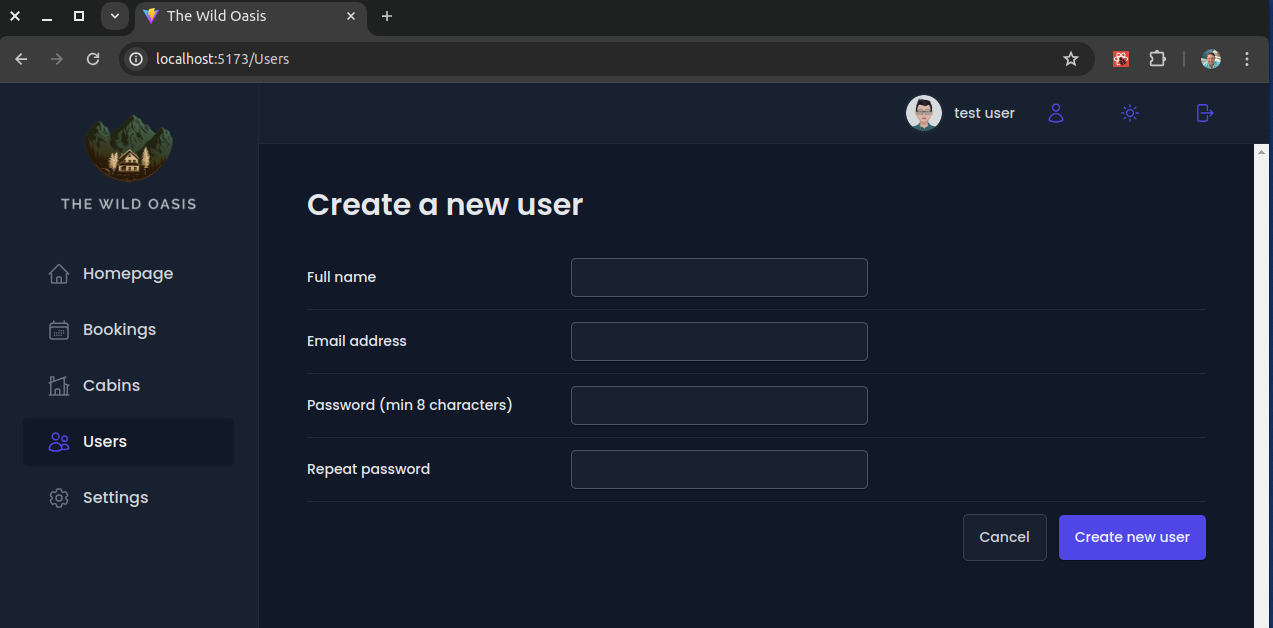 The Wild Oasis
localhost:5173/Users
test user
THE WILD OASIS
Homepage
Bookings
Cabins
Users
Settings
Create a new user
Full name
Email address
Password (min 8 characters)
Repeat password
Cancel
Create new user